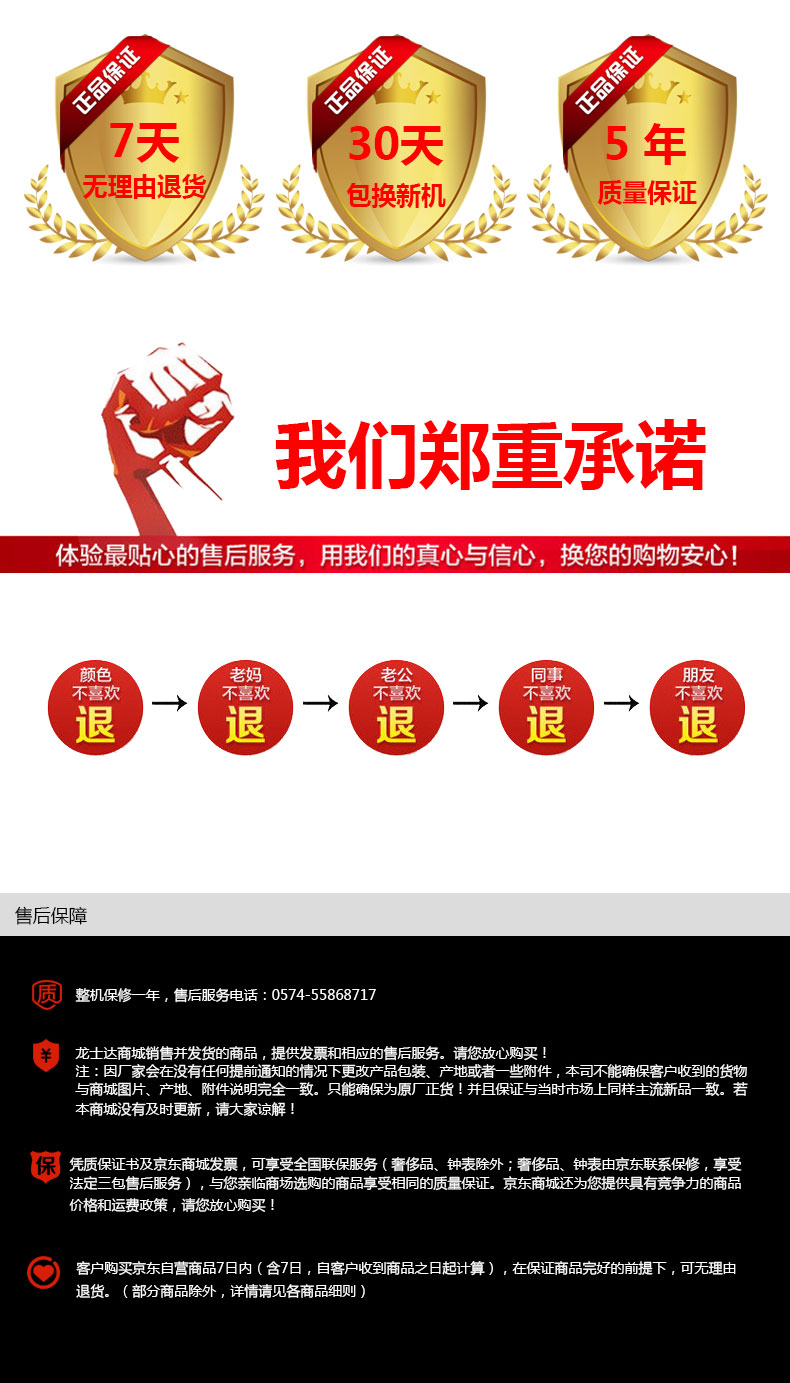 正品保证
7天
无理由退货
正品保证
30天
包换新机
正品保证
5 年
质量保证
我们郑重承诺
体验最贴心的售后服务，用我们的真心与信心，换您的购物安心！
颜色
不喜欢
退
老妈
不喜欢
退
老公
不喜欢
退
同事
不喜欢
退
朋友
不喜欢
退
售后保障
质
整机保修一年，售后服务电话：0574-55868717
¥
龙士达商城销售并发货的商品，提供发票和相应的售后服务。请您放心购买！
注：因厂家会在没有任何提前通知的情况下更改产品包装、产地或者一些附件，本司不能确保客户收到的货物
与商城图片、产地、附件说明完全一致。只能确保为原厂正货！并且保证与当时市场上同样主流新品一致。若
本商城没有及时更新，请大家谅解！
保
凭质保证书及京东商城发票，可享受全国联保服务（奢侈品、钟表除外；奢侈品、钟表由京东联系保修，享受
法定三包售后服务），与您亲临商场选购的商品享受相同的质量保证。京东商城还为您提供具有竞争力的商品
价格和运费政策，请您放心购买！
客户购买京东自营商品7日内（含7日，自客户收到商品之日起计算），在保证商品完好的前提下，可无理由
退货。（部分商品除外，详情请见各商品细则）